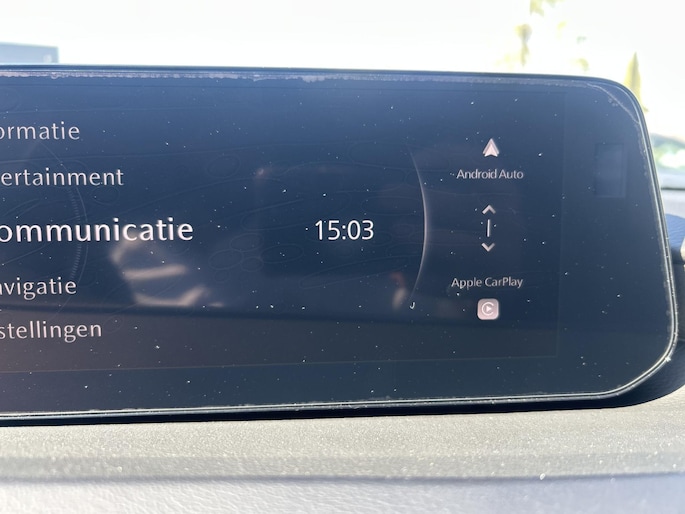 ormatie
ertainment
ommunicatie
avigatie
stellingen
15:03
Android Auto
Apple CarPlay